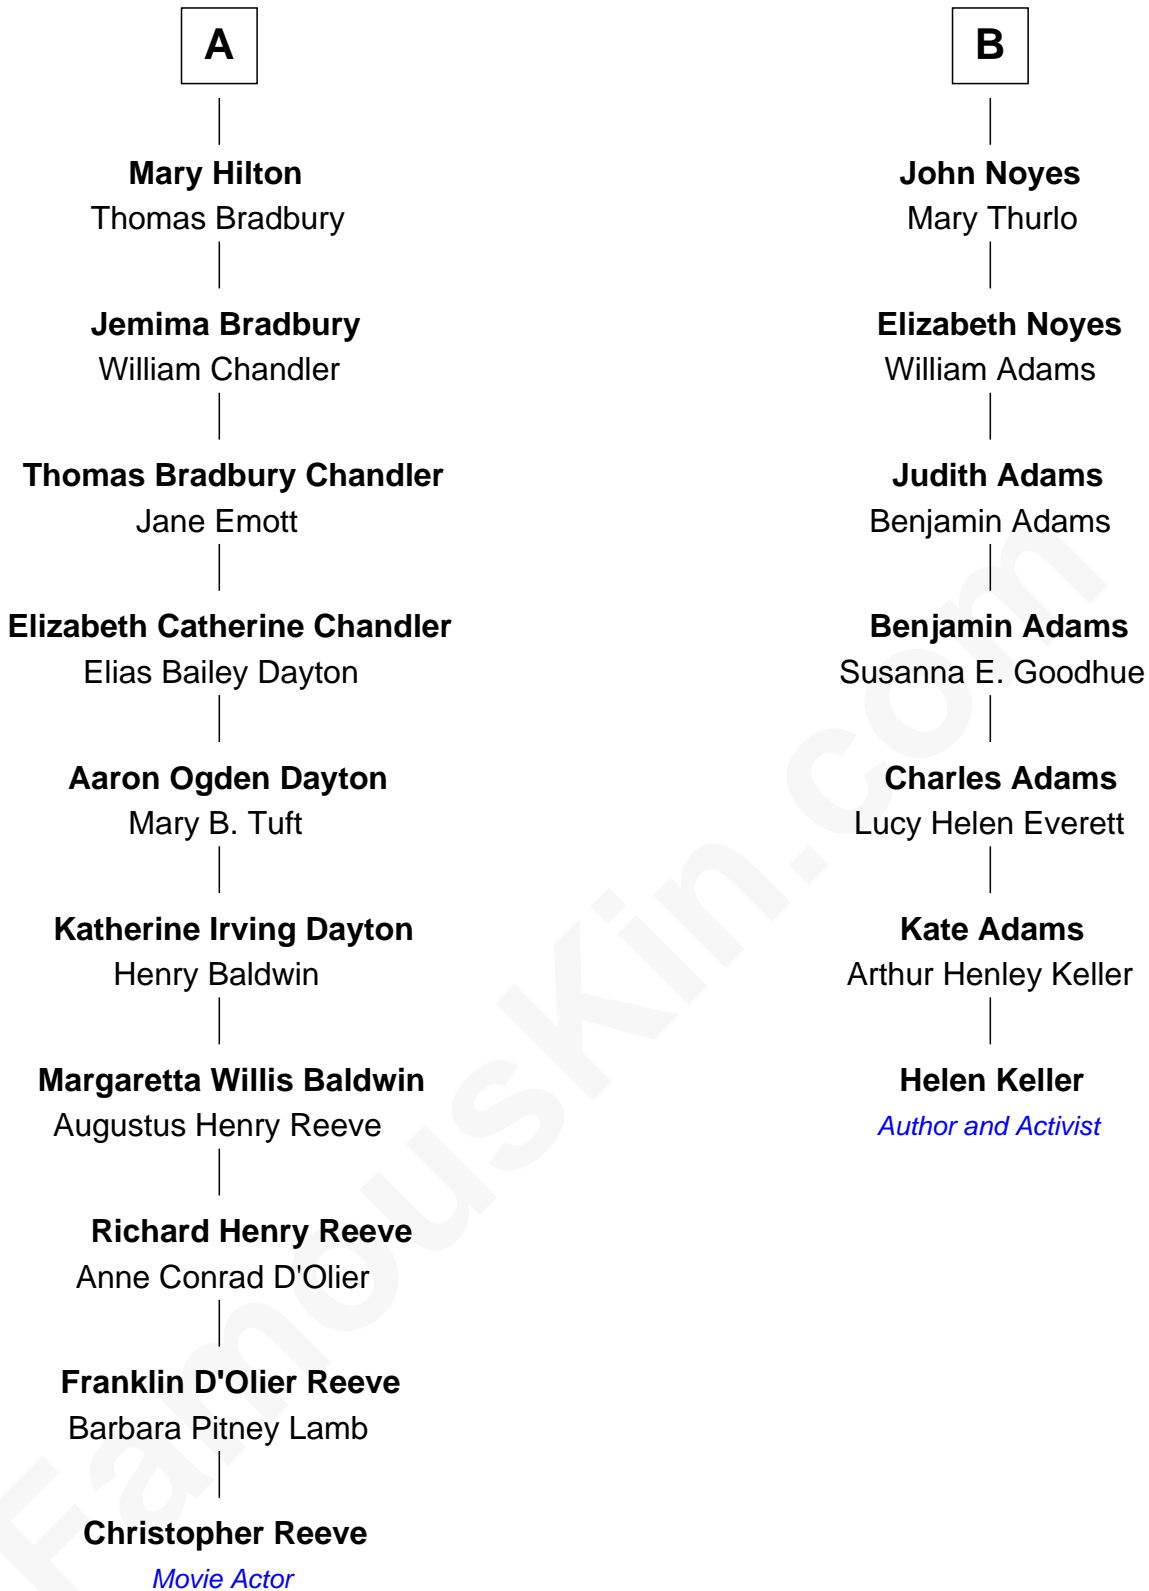 A
Mary Hilton
Thomas Bradbury
Jemima Bradbury
William Chandler
Thomas Bradbury Chandler
Jane Emott
Elizabeth Catherine Chandler
Elias Bailey Dayton
Aaron Ogden Dayton
Mary B. Tuft
Katherine Irving Dayton
Henry Baldwin
Margaretta Willis Baldwin
Augustus Henry Reeve
Richard Henry Reeve
Anne Conrad D'Olier
Franklin D'Olier Reeve
Barbara Pitney Lamb
Christopher Reeve
Movie Actor
B
John Noyes
Mary Thurlo
Elizabeth Noyes
William Adams
Judith Adams
Benjamin Adams
Benjamin Adams
Susanna E. Goodhue
Charles Adams
Lucy Helen Everett
Kate Adams
Arthur Henley Keller
Helen Keller
Author and Activist
FamousKin.com